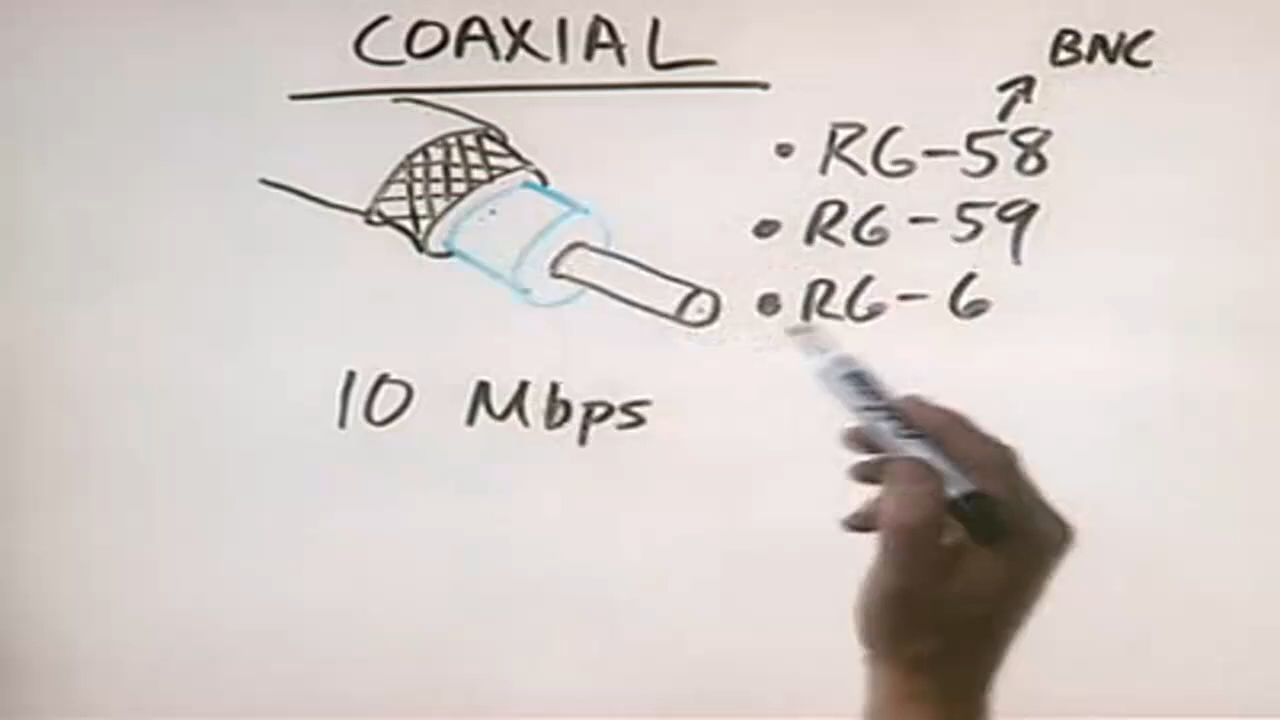 COAXIAL
BNC
• RG-58
• RG-59
• RG-6
10 Mbps